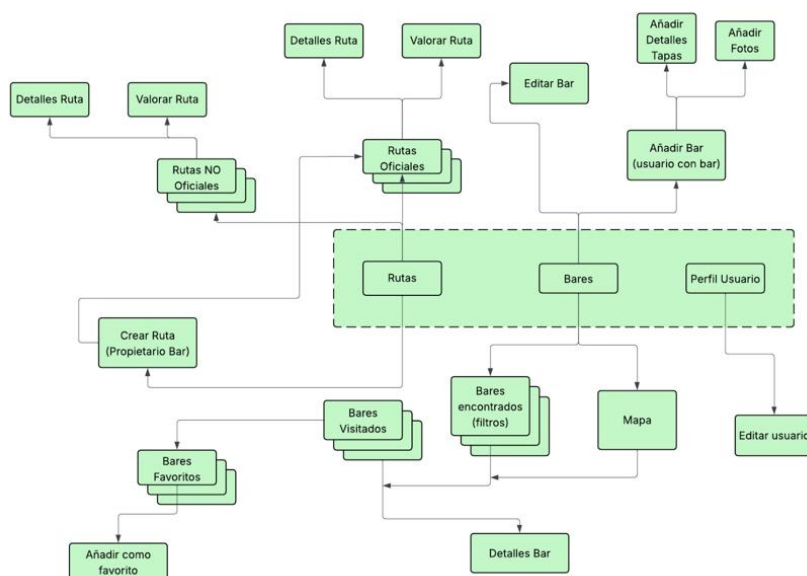 Detalles Ruta
Valorar Ruta
Añadir
Detalles
Tapas
Añadir
Fotos
Editar Bar
Detalles Ruta
Valorar Ruta
Rutas
Oficiales
Añadir Bar
(usuario con bar)
Rutas NO
Oficiales
Rutas
Bares
Perfil Usuario
Crear Ruta
(Propietario Bar)
Bares
Visitados
Bares
encontrados
(filtros)
Mapa
Editar usuario
Bares
Favoritos
Detalles Bar
Añadir como
favorito